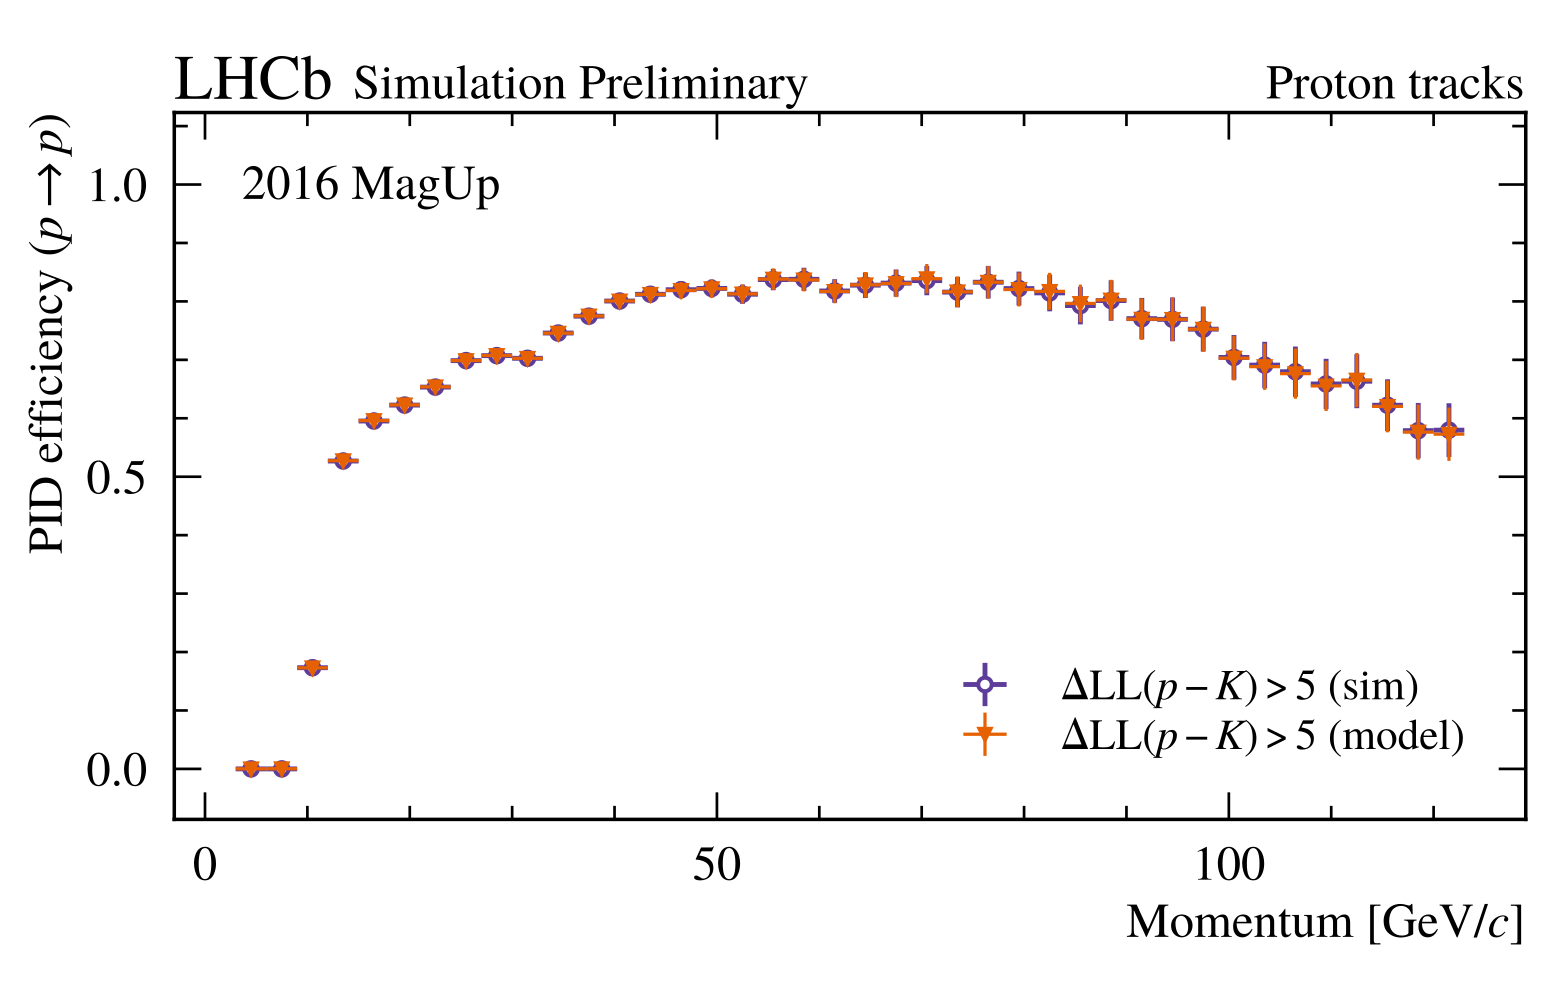 LHCb Simulation Preliminary Proton tracks
2016 MagUp
PID efficiency (p → p)
1.0
0.5
0.0
ΔLL(p − K) > 5 (sim)
ΔLL(p − K) > 5 (model)
0 50 100
Momentum [GeV/c]